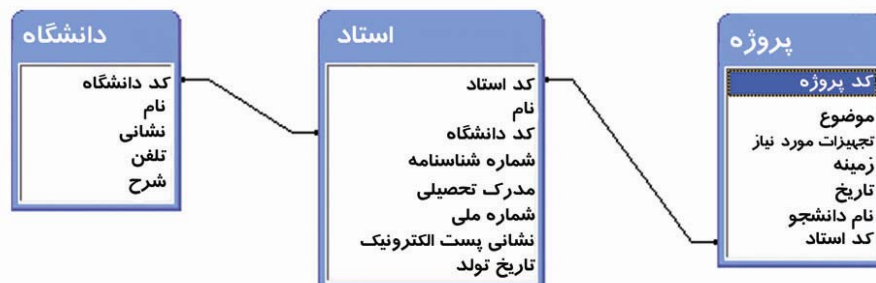 دانشگاه
کد دانشگاه
نام
نشانی
تلفن
شرح
استاد
کد استاد
نام
کد دانشگاه
شماره شناسنامه
مدرک تحصیلی
شماره ملی
نشانی پست الکترونیک
تاریخ تولد
پروژه
کد پروژه
موضوع
تجهیزات مورد نیاز
زمینه
تاریخ
نام دانشجو
کد استاد